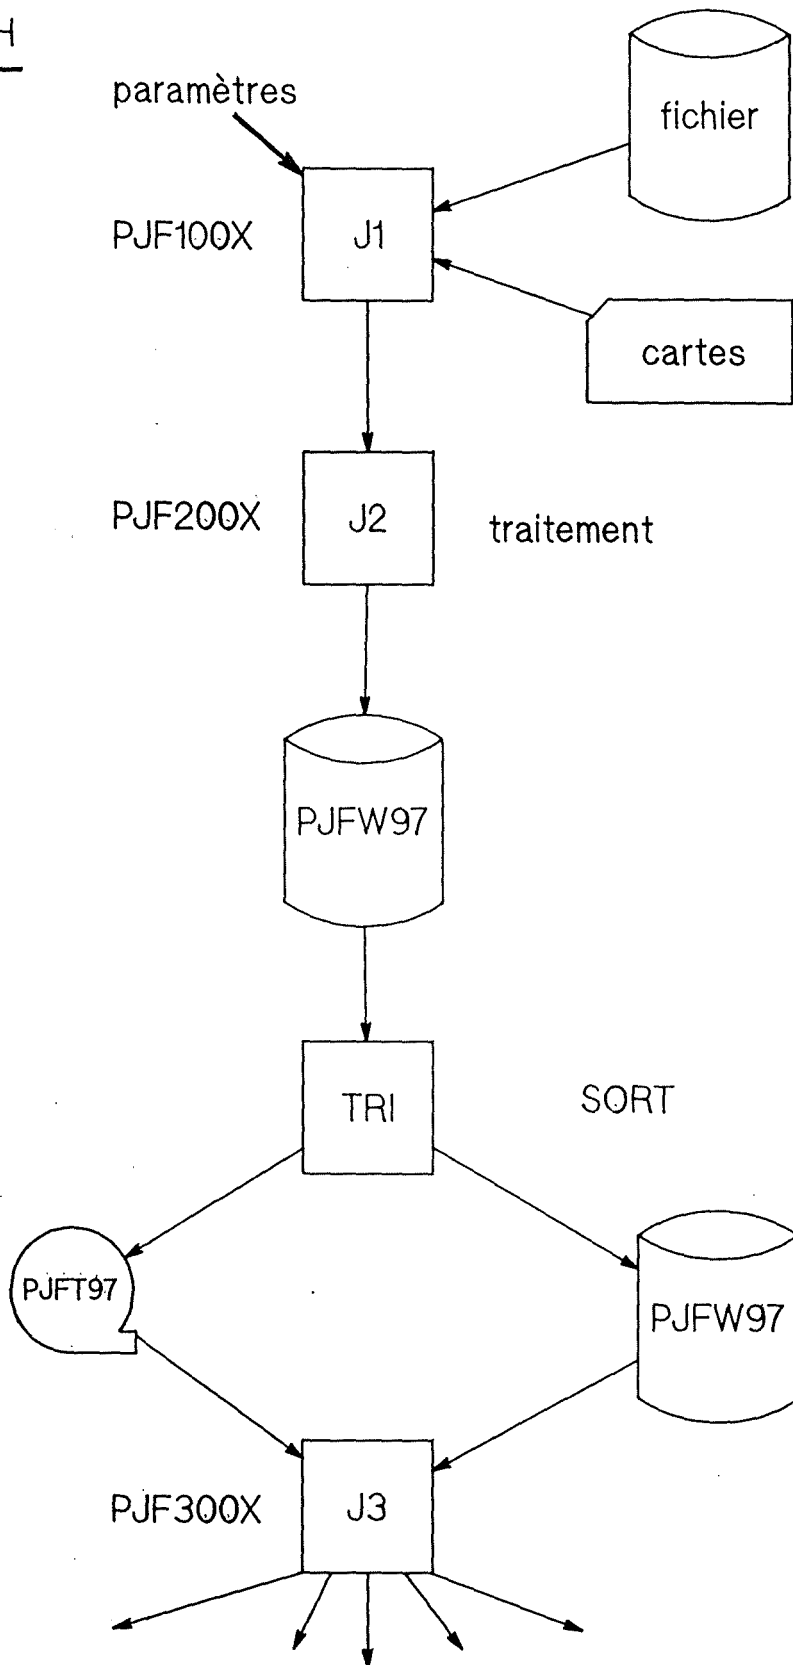 H
paramètres
fichier
PJF100X
J1
cartes
PJF200X
J2
traitement
PJFW97
TRI
SORT
PJFT97
PJFW97
PJF300X
J3